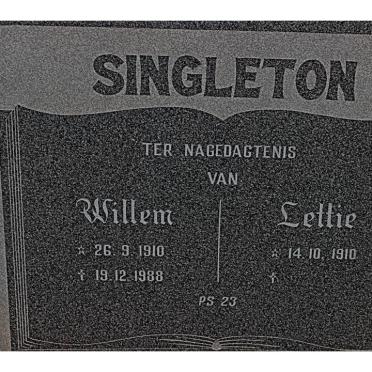 SINGLETON
TER NAGEDAGTENIS
VAN
Willem
☆ 26.9.1910
† 19.12.1988
Lettie
☆ 14.10.1910
†
PS 23